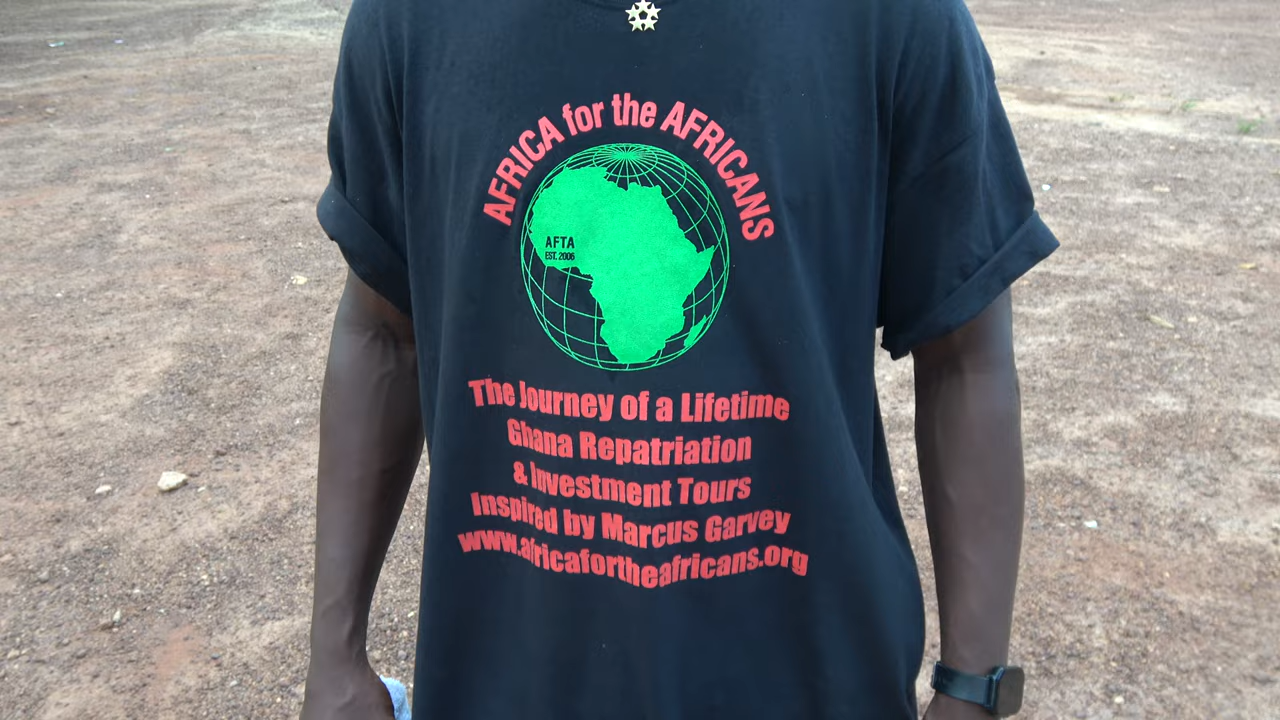 AFRICA for the AFRICANS
AFTA
EST. 2006
The Journey of a Lifetime
Ghana Repatriation
& Investment Tours
Inspired by Marcus Garvey
www.africafortheafricans.org